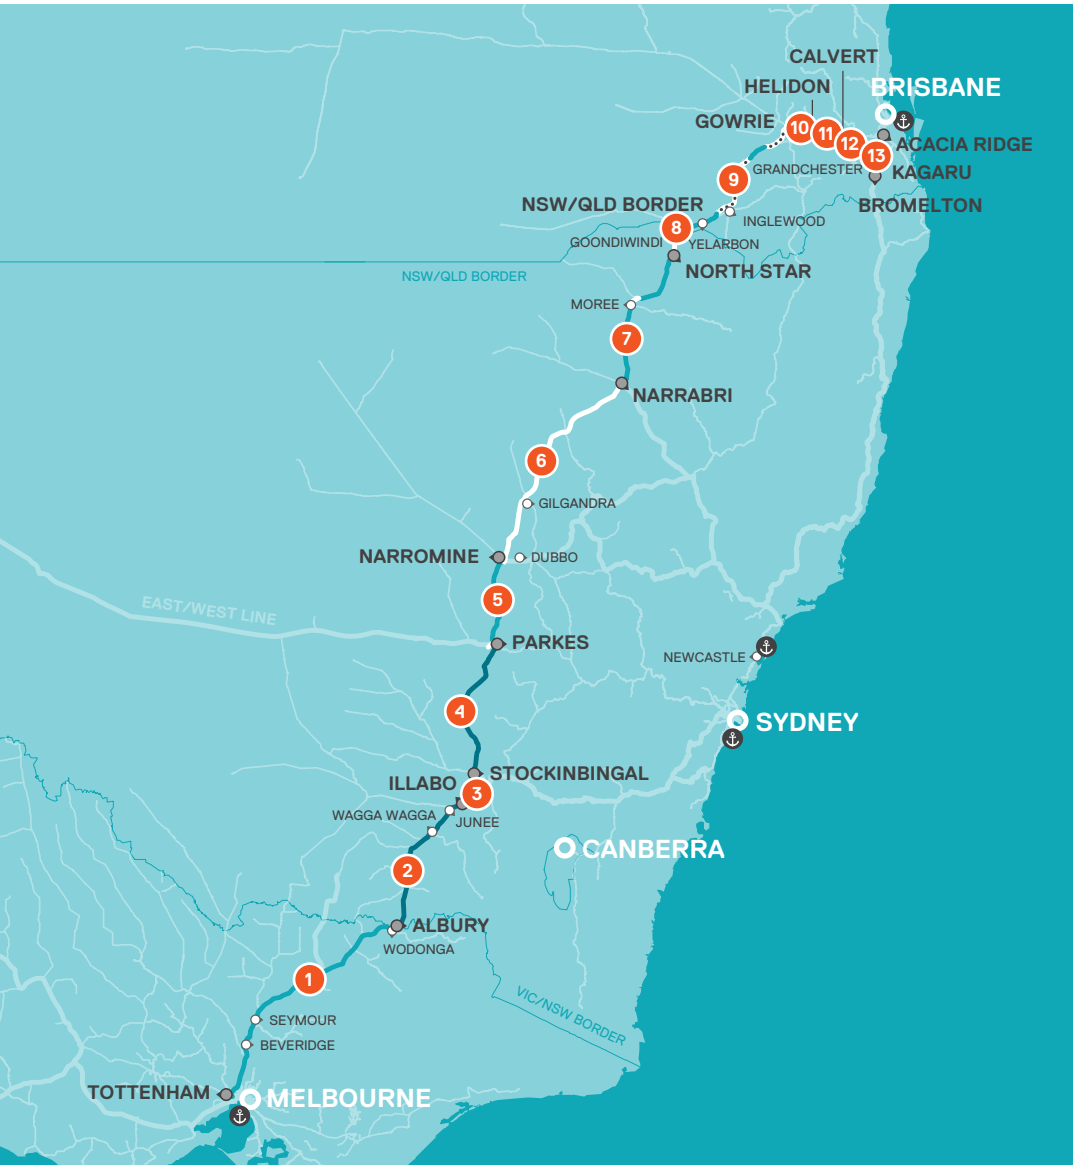 CALVERT
HELIDON
BRISBANE
GOWRIE
10
11
12
13
ACACIA RIDGE
GRANDCHESTER
KAGARU
9
NSW/QLD BORDER
BROMELTON
INGLEWOOD
8
GOONDIWINDI
YELARBON
NSW/QLD BORDER
NORTH STAR
MOREE
7
NARRABRI
6
GILGANDRA
NARROMINE
DUBBO
5
EAST/WEST LINE
PARKES
NEWCASTLE
4
SYDNEY
STOCKINBINGAL
ILLABO
3
WAGGA WAGGA
JUNEE
CANBERRA
2
ALBURY
WODONGA
1
VIC/NSW BORDER
SEYMOUR
BEVERIDGE
TOTTENHAM
MELBOURNE